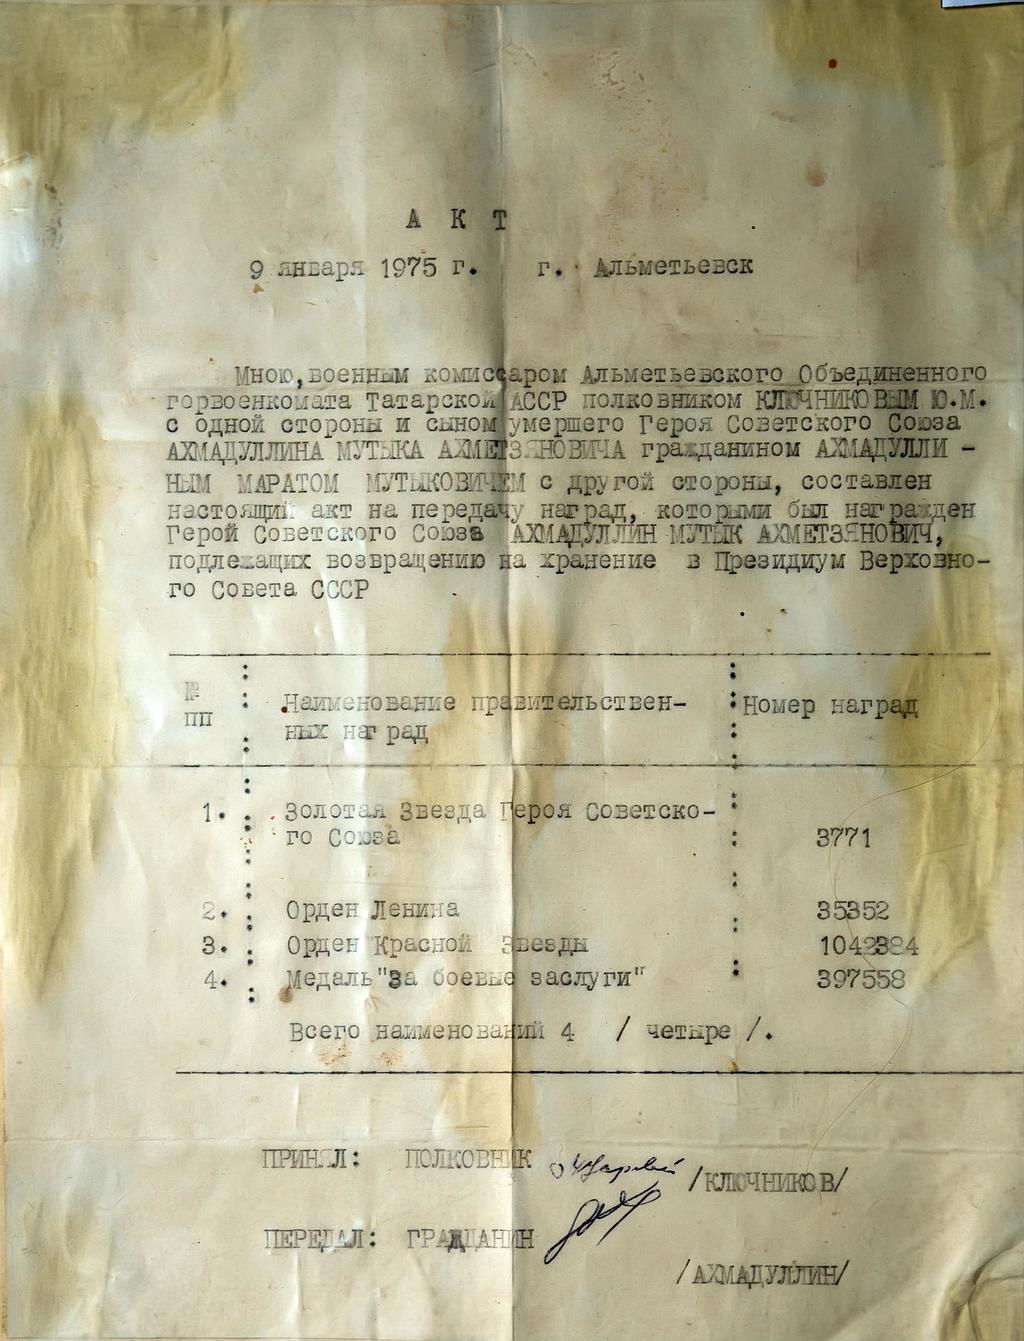 А К Т
9 января 1975 г. г. Альметьевск
Мною, военным комиссаром Альметьевского Объединенного
горвоенкомата Татарской АССР полковником КЛЮЧНИКОВЫМ Ю.М.
с одной стороны и сыном умершего Героя Советского Союза
АХМАДУЛЛИНА МУТЫКА АХМЕТЗЯНОВИЧА гражданином АХМАДУЛЛИ -
НЫМ МАРАТОМ МУТЫКОВИЧЕМ с другой стороны, составлен
настоящий акт на передачу наград, которыми был награжден
Герой Советского Союза АХМАДУЛЛИН МУТЫК АХМЕТЗЯНОВИЧ,
подлежащих возвращению на хранение в Президиум Верховно-
го Совета СССР
№ пп Наименование правительствен- Номер наград
ных наград
1. Золотая Звезда Героя Советско-
го Союза 3771
2. Орден Ленина 35352
3. Орден Красной Звезды 1042384
4. Медаль "За боевые заслуги" 397558
Всего наименований 4 / четыре /.
ПРИНЯЛ: ПОЛКОВНИК /КЛЮЧНИКОВ/
ПЕРЕДАЛ: ГРАЖДАНИН
/АХМАДУЛЛИН/